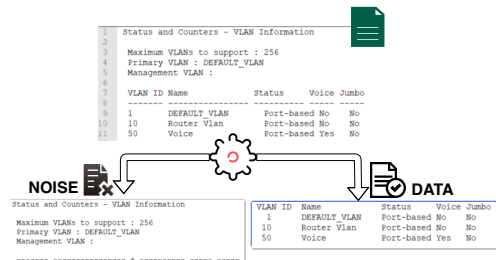 1 Status and Counters - VLAN Information
2
3 Maximum VLANs to support : 256
4 Primary VLAN : DEFAULT_VLAN
5 Management VLAN :
6
7 VLAN ID Name Status Voice Jumbo
8 ------- -------------------- ---------- ----- -----
9 1 DEFAULT_VLAN Port-based No No
10 10 Router Vlan Port-based No No
11 50 Voice Port-based Yes No
NOISE
DATA
Status and Counters - VLAN Information
Maximum VLANs to support : 256
Primary VLAN : DEFAULT_VLAN
Management VLAN :
------- -------------------- + ---------- ----- -----
VLAN ID Name Status Voice Jumbo
1 DEFAULT_VLAN Port-based No No
10 Router Vlan Port-based No No
50 Voice Port-based Yes No